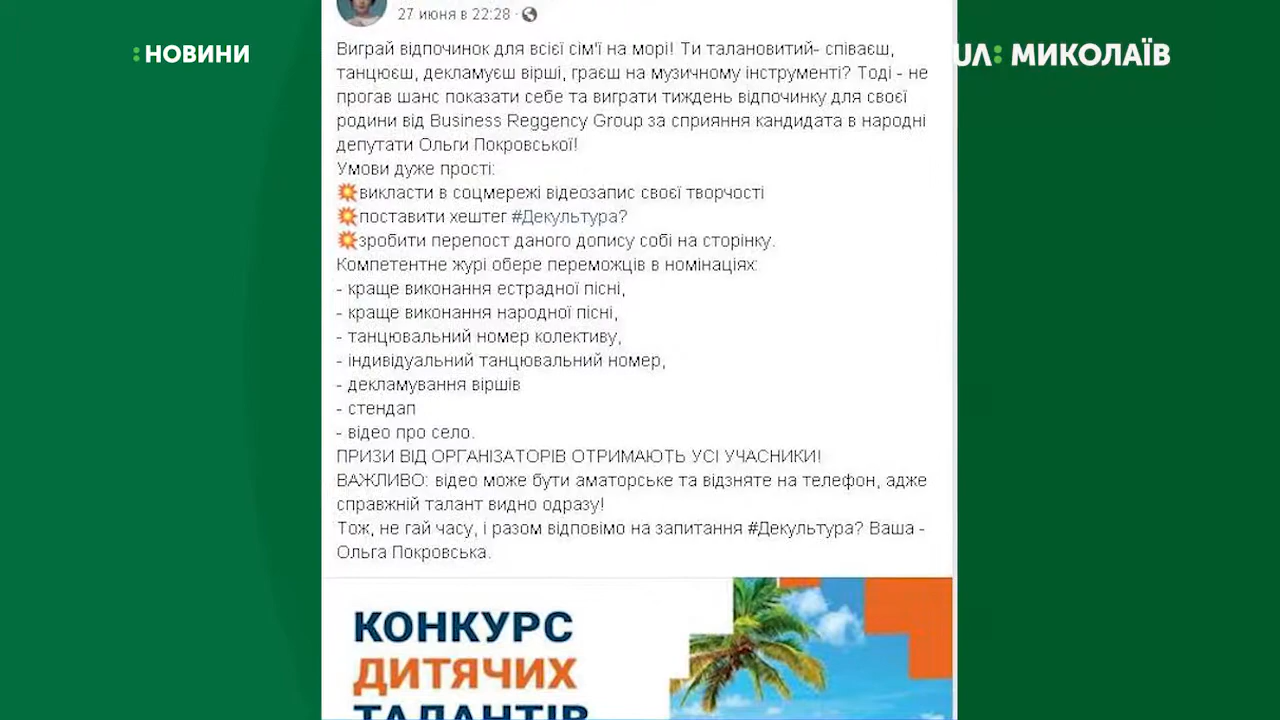 27 июня в 22:28
:НОВИНИ
UA: МИКОЛАЇВ
Виграй відпочинок для всієї сім'ї на морі! Ти талановитий- співаєш,
танцюєш, декламуєш вірші, граєш на музичному інструменті? Тоді - не
прогав шанс показати себе та виграти тиждень відпочинку для своєї
родини від Business Reggency Group за сприяння кандидата в народні
депутати Ольги Покровської!
Умови дуже прості:
💥викласти в соцмережі відеозапис своєї творчості
💥поставити хештег #Декультура?
💥зробити перепост даного допису собі на сторінку.
Компетентне журі обере переможців в номінаціях:
- краще виконання естрадної пісні,
- краще виконання народної пісні,
- танцювальний номер колективу,
- індивідуальний танцювальний номер,
- декламування віршів
- стендап
- відео про село.
ПРИЗИ ВІД ОРГАНІЗАТОРІВ ОТРИМАЮТЬ УСІ УЧАСНИКИ!
ВАЖЛИВО: відео може бути аматорське та відзняте на телефон, адже
справжній талант видно одразу!
Тож, не гай часу, і разом відповімо на запитання #Декультура? Ваша -
Ольга Покровська.
КОНКУРС
ДИТЯЧИХ
ТАЛАНТІВ